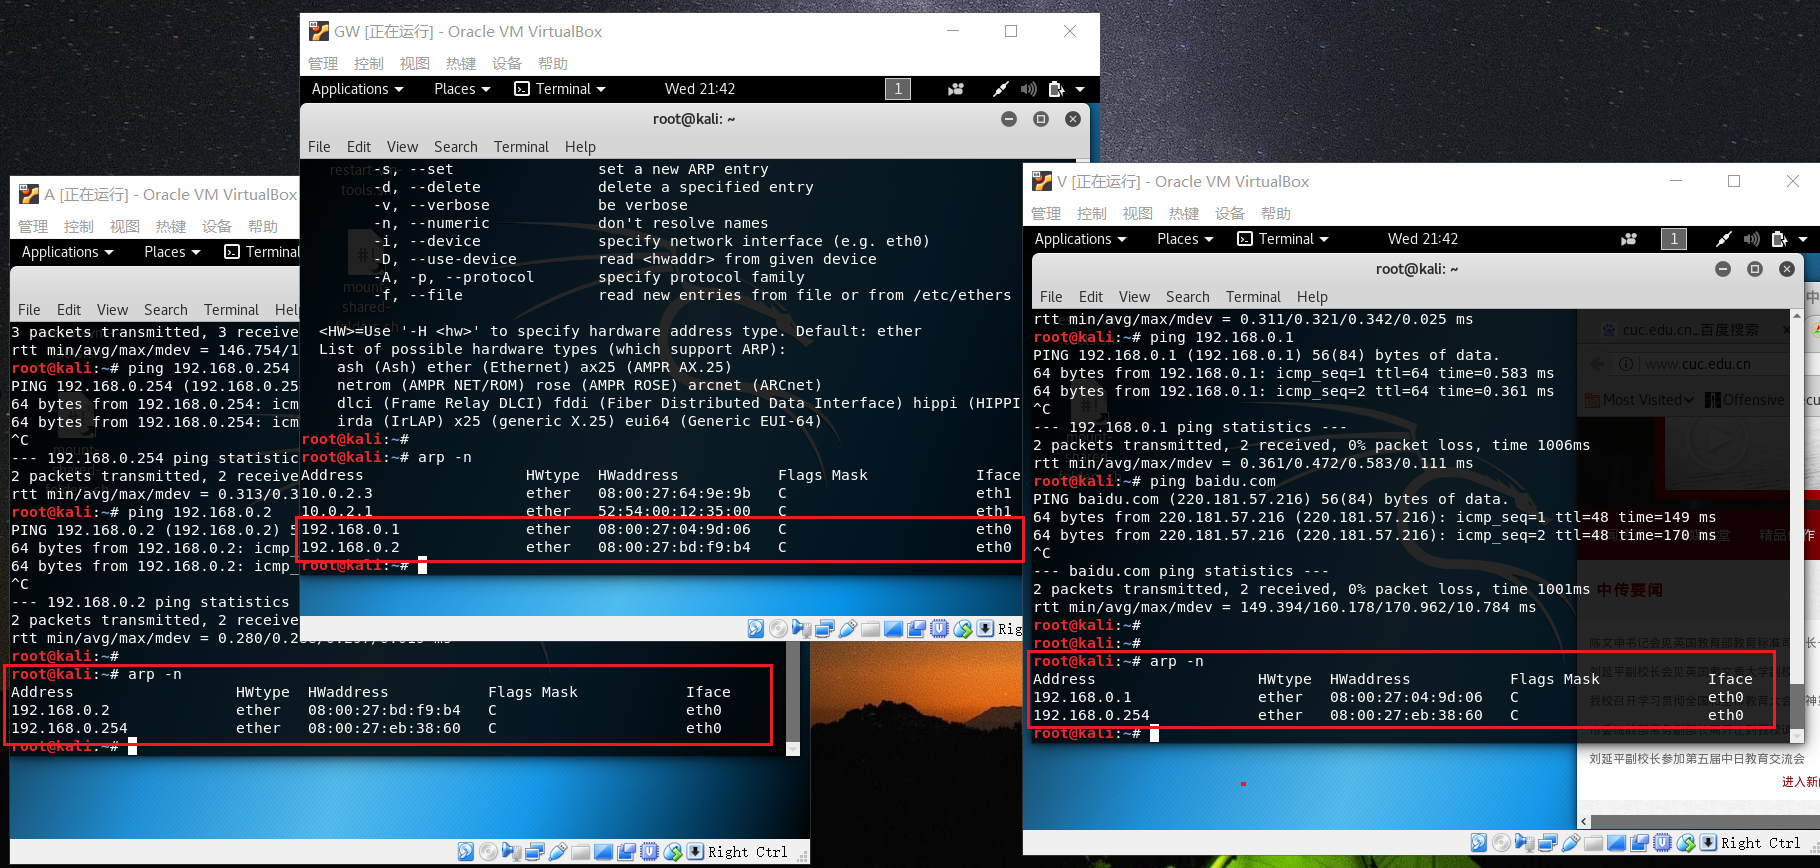 GW [正在运行] - Oracle VM VirtualBox
管理 控制 视图 热键 设备 帮助
Applications Places Terminal Wed 21:42 1
root@kali: ~
File Edit View Search Terminal Help
-s, --set set a new ARP entry
-d, --delete delete a specified entry
-v, --verbose be verbose
-n, --numeric don't resolve names
-i, --device specify network interface (e.g. eth0)
-D, --use-device read <hwaddr> from given device
-A, -p, --protocol specify protocol family
-f, --file read new entries from file or from /etc/ethers
<HW>=Use '-H <hw>' to specify hardware address type. Default: ether
List of possible hardware types (which support ARP):
ash (Ash) ether (Ethernet) ax25 (AMPR AX.25)
netrom (AMPR NET/ROM) rose (AMPR ROSE) arcnet (ARCnet)
dlci (Frame Relay DLCI) fddi (Fiber Distributed Data Interface) hippi (HIPPI
irda (IrLAP) x25 (generic X.25) eui64 (Generic EUI-64)
root@kali:~#
root@kali:~# arp -n
Address HWtype HWaddress Flags Mask Iface
10.0.2.3 ether 08:00:27:64:9e:9b C eth1
10.0.2.1 ether 52:54:00:12:35:00 C eth1
192.168.0.1 ether 08:00:27:04:9d:06 C eth0
192.168.0.2 ether 08:00:27:bd:f9:b4 C eth0
root@kali:~#
Rig
A [正在运行] - Oracle VM VirtualBox
管理 控制 视图 热键 设备 帮助
Applications Places Terminal
File Edit View Search Terminal Hel
3 packets transmitted, 3 receive
rtt min/avg/max/mdev = 146.754/1
root@kali:~# ping 192.168.0.254
PING 192.168.0.254 (192.168.0.25
64 bytes from 192.168.0.254: icm
64 bytes from 192.168.0.254: icm
^C
--- 192.168.0.254 ping statistic
2 packets transmitted, 2 receive
rtt min/avg/max/mdev = 0.313/0.3
root@kali:~# ping 192.168.0.2
PING 192.168.0.2 (192.168.0.2) 5
64 bytes from 192.168.0.2: icmp_
64 bytes from 192.168.0.2: icmp_
^C
--- 192.168.0.2 ping statistics
2 packets transmitted, 2 receive
rtt min/avg/max/mdev = ms
root@kali:~#
root@kali:~# arp -n
Address HWtype HWaddress Flags Mask Iface
192.168.0.2 ether 08:00:27:bd:f9:b4 C eth0
192.168.0.254 ether 08:00:27:eb:38:60 C eth0
root@kali:~#
Right Ctrl
V [正在运行] - Oracle VM VirtualBox
管理 控制 视图 热键 设备 帮助
Applications Places Terminal Wed 21:42 1
root@kali: ~
File Edit View Search Terminal Help
rtt min/avg/max/mdev = 0.311/0.321/0.342/0.025 ms
root@kali:~# ping 192.168.0.1
PING 192.168.0.1 (192.168.0.1) 56(84) bytes of data.
64 bytes from 192.168.0.1: icmp_seq=1 ttl=64 time=0.583 ms
64 bytes from 192.168.0.1: icmp_seq=2 ttl=64 time=0.361 ms
^C
--- 192.168.0.1 ping statistics ---
2 packets transmitted, 2 received, 0% packet loss, time 1006ms
rtt min/avg/max/mdev = 0.361/0.472/0.583/0.111 ms
root@kali:~# ping baidu.com
PING baidu.com (220.181.57.216) 56(84) bytes of data.
64 bytes from 220.181.57.216 (220.181.57.216): icmp_seq=1 ttl=48 time=149 ms
64 bytes from 220.181.57.216 (220.181.57.216): icmp_seq=2 ttl=48 time=170 ms
^C
--- baidu.com ping statistics ---
2 packets transmitted, 2 received, 0% packet loss, time 1001ms
rtt min/avg/max/mdev = 149.394/160.178/170.962/10.784 ms
root@kali:~#
root@kali:~#
root@kali:~# arp -n
Address HWtype HWaddress Flags Mask Iface
192.168.0.1 ether 08:00:27:04:9d:06 C eth0
192.168.0.254 ether 08:00:27:eb:38:60 C eth0
root@kali:~#
cuc.edu.cn_百度搜索
www.cuc.edu.cn
Most Visited Offensive
中传要闻
刘延平副校长参加第五届中日教育交流会
进入新
Right Ctrl